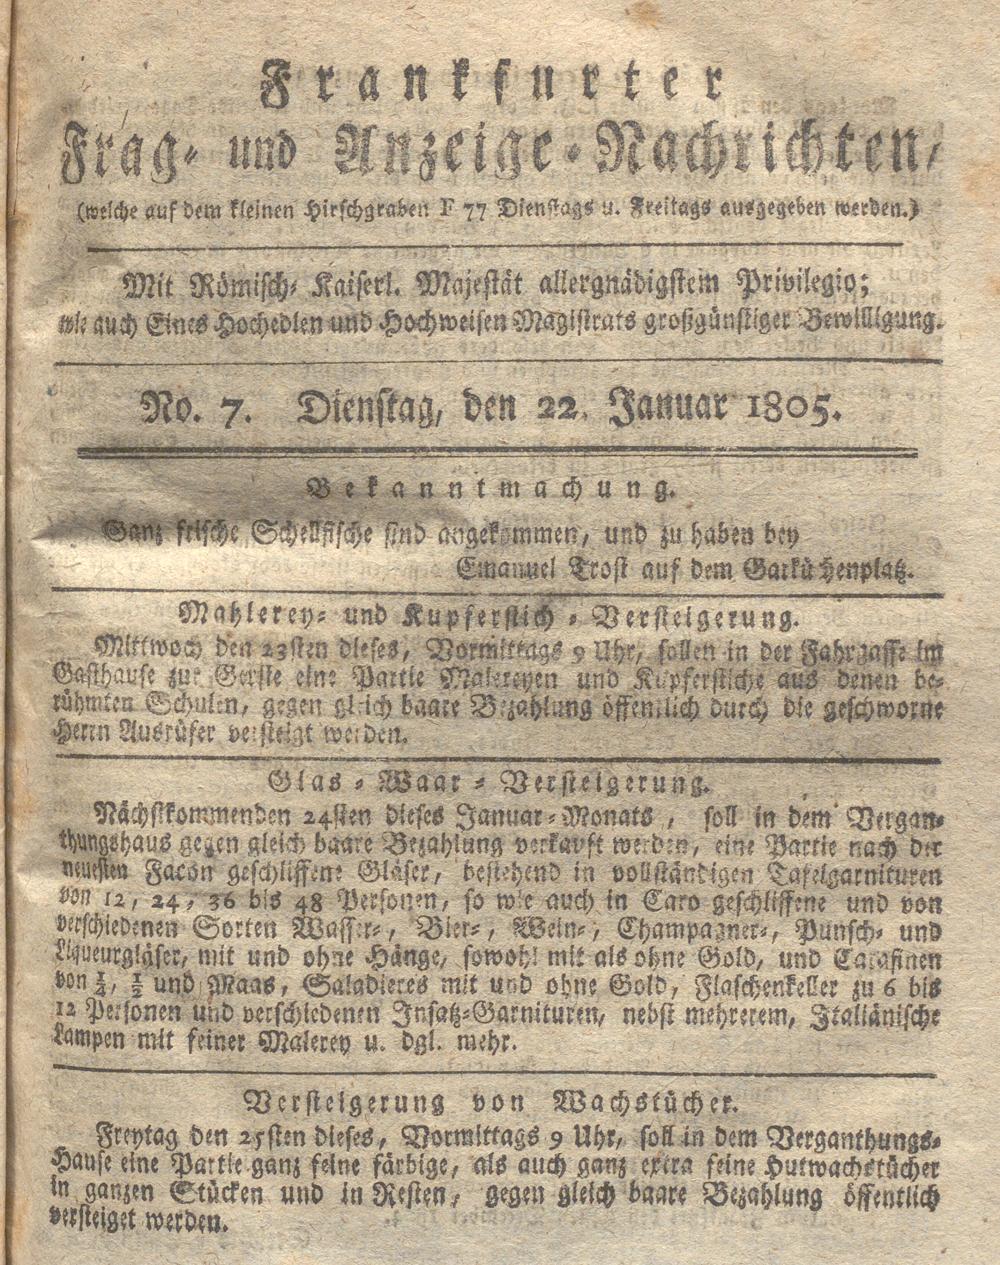 Frankfurter
Frag- und Anzeige-Nachrichten,
(welche auf dem kleinen Hirschgraben F 77 Dienstags u. Freitags ausgegeben werden.)
Mit Römisch- Kaiserl. Majestät allergnädigstem Privilegio;
wie auch Eines Hochedlen und Hochweisen Magistrats großgünstiger Bewilligung.
No. 7. Dienstag, den 22. Januar 1805.
Bekanntmachung.
Ganz frische Schellfische sind angekommen, und zu haben bey
Emanuel Trost auf dem Garküchenplatz.
Mahlerey- und Kupferstich-Versteigerung.
Mittwoch den 23sten dieses, Vormittags 9 Uhr, sollen in der Fahrgasse im
Gasthause zur Gerste eine Partie Malereyen und Kupferstiche aus denen be-
rühmten Schulen, gegen gleich baare Bezahlung öffentlich durch die geschworne
Herrn Ausrüfer versteigt werden.
Glas-Waar-Versteigerung.
Nächstkommenden 24sten dieses Januar-Monats, soll in dem Vergan-
thungshaus gegen gleich baare Bezahlung verkauft werden, eine Partie nach der
neuesten Facon geschliffene Gläser, bestehend in vollständigen Tafelgarnituren
von 12, 24, 36 bis 48 Personen, so wie auch in Caro geschliffene und von
verschiedenen Sorten Wasser-, Bier-, Wein-, Champagner-, Punsch- und
Liqueurgläser, mit und ohne Hänge, sowohl mit als ohne Gold, und Carafinen
von ¼, ½ und Maas, Saladieres mit und ohne Gold, Flaschenkeller zu 6 bis
12 Personen und verschiedenen Insatz-Garnituren, nebst mehrerem, Italiänische
Lampen mit feiner Malerey u. dgl. mehr.
Versteigerung von Wachstücher.
Freytag den 25sten dieses, Vormittags 9 Uhr, soll in dem Verganthungs-
Hause eine Partie ganz feine färbige, als auch ganz extra feine Hutwachstücher
in ganzen Stücken und in Resten, gegen gleich baare Bezahlung öffentlich
versteiget werden.